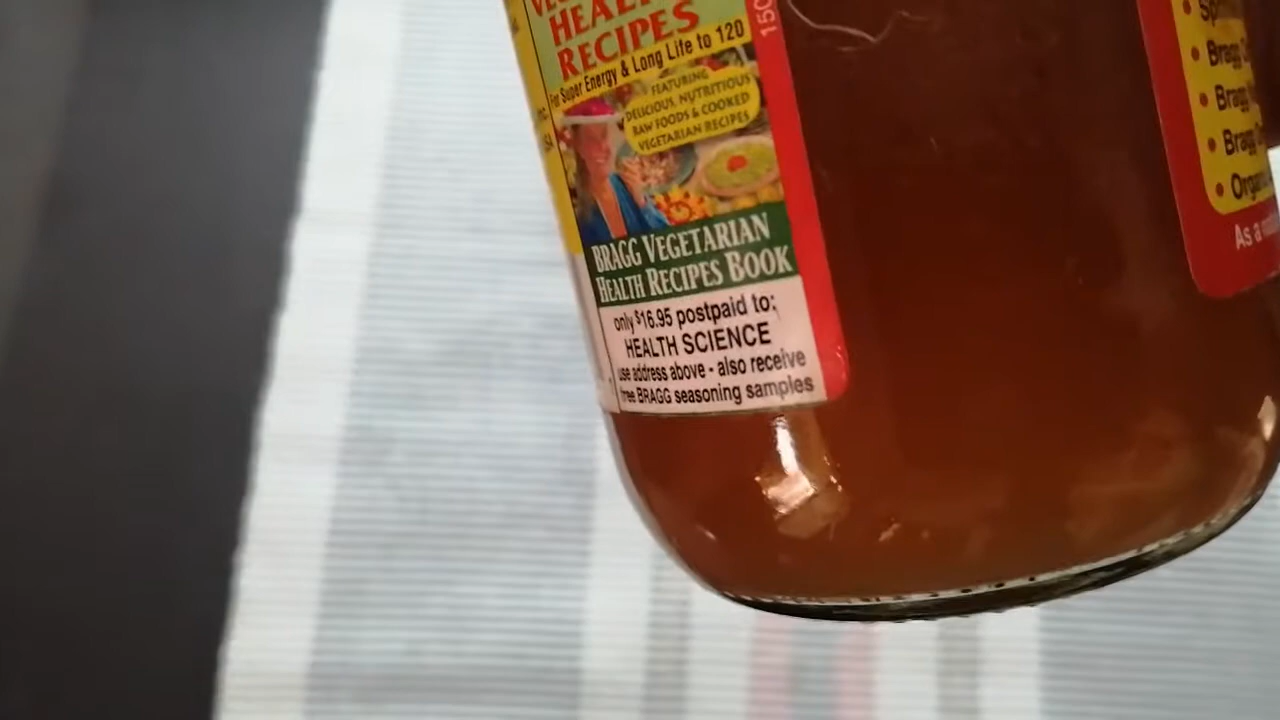 HEAL
RECIPES
For Super Energy & Long Life to 120
FEATURING
DELICIOUS, NUTRITIOUS
RAW FOODS & COOKED
VEGETARIAN RECIPES
BRAGG VEGETARIAN
HEALTH RECIPES BOOK
only $16.95 postpaid to:
HEALTH SCIENCE
use address above - also receive
free BRAGG seasoning samples
150
• Bragg
• Bragg
• Bragg
• Organ
As a